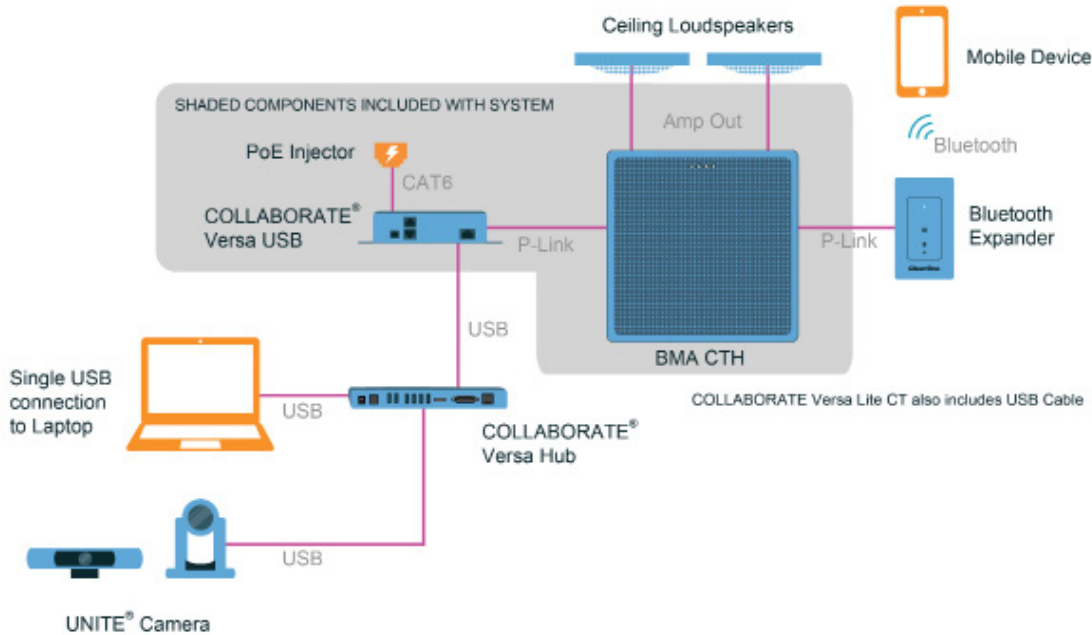 Ceiling Loudspeakers
Mobile Device
SHADED COMPONENTS INCLUDED WITH SYSTEM
Amp Out
Bluetooth
PoE Injector
CAT6
COLLABORATE®
Versa USB
P-Link
P-Link
Bluetooth
Expander
ClearOne
USB
BMA CTH
Single USB
connection
to Laptop
USB
COLLABORATE Versa Lite CT also includes USB Cable
COLLABORATE®
Versa Hub
USB
UNITE® Camera